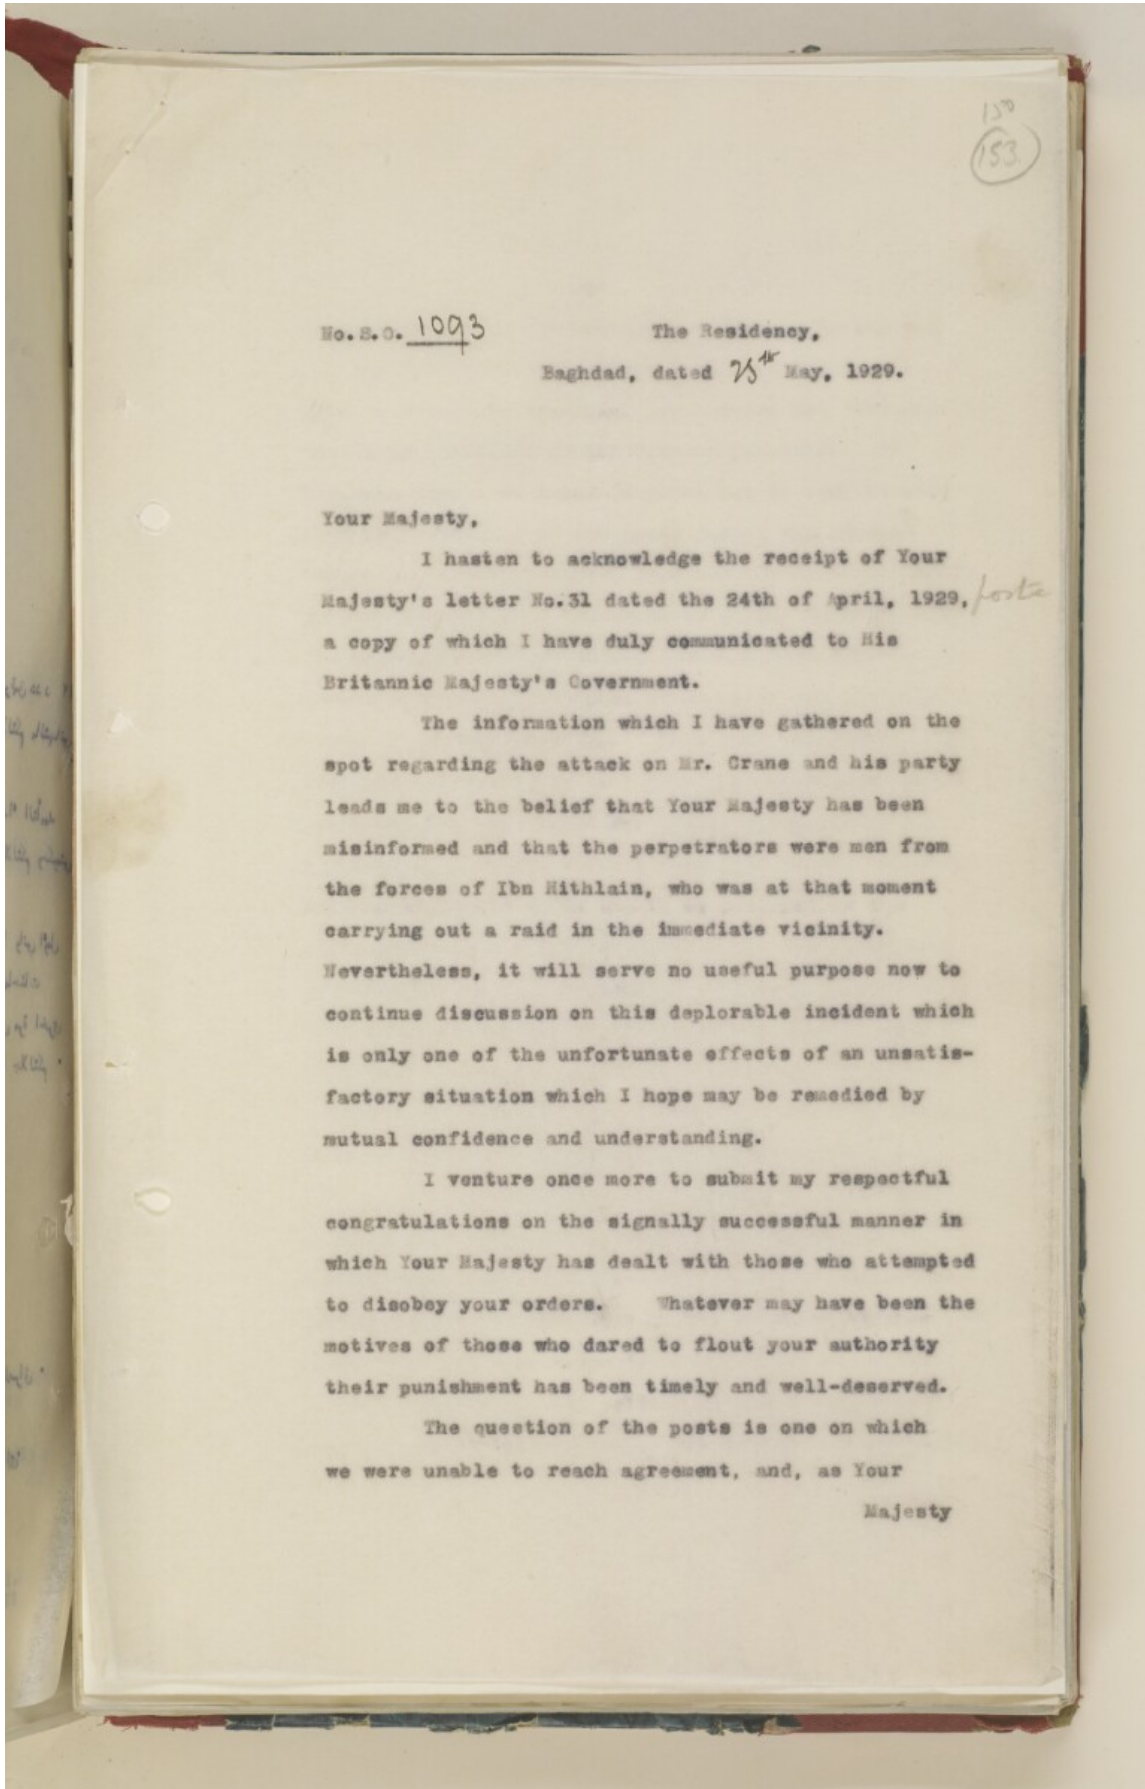 150
153
No. S.O. 1093 The Residency,
Baghdad, dated 25th May, 1929.
Your Majesty,
I hasten to acknowledge the receipt of Your
Majesty's letter No.31 dated the 24th of April, 1929,
a copy of which I have duly communicated to His
Britannic Majesty's Government.
The information which I have gathered on the
spot regarding the attack on Mr. Crane and his party
leads me to the belief that Your Majesty has been
misinformed and that the perpetrators were men from
the forces of Ibn Hithlain, who was at that moment
carrying out a raid in the immediate vicinity.
Nevertheless, it will serve no useful purpose now to
continue discussion on this deplorable incident which
is only one of the unfortunate effects of an unsatis-
factory situation which I hope may be remedied by
mutual confidence and understanding.
I venture once more to submit my respectful
congratulations on the signally successful manner in
which Your Majesty has dealt with those who attempted
to disobey your orders. Whatever may have been the
motives of those who dared to flout your authority
their punishment has been timely and well-deserved.
The question of the posts is one on which
we were unable to reach agreement, and, as Your
Majesty